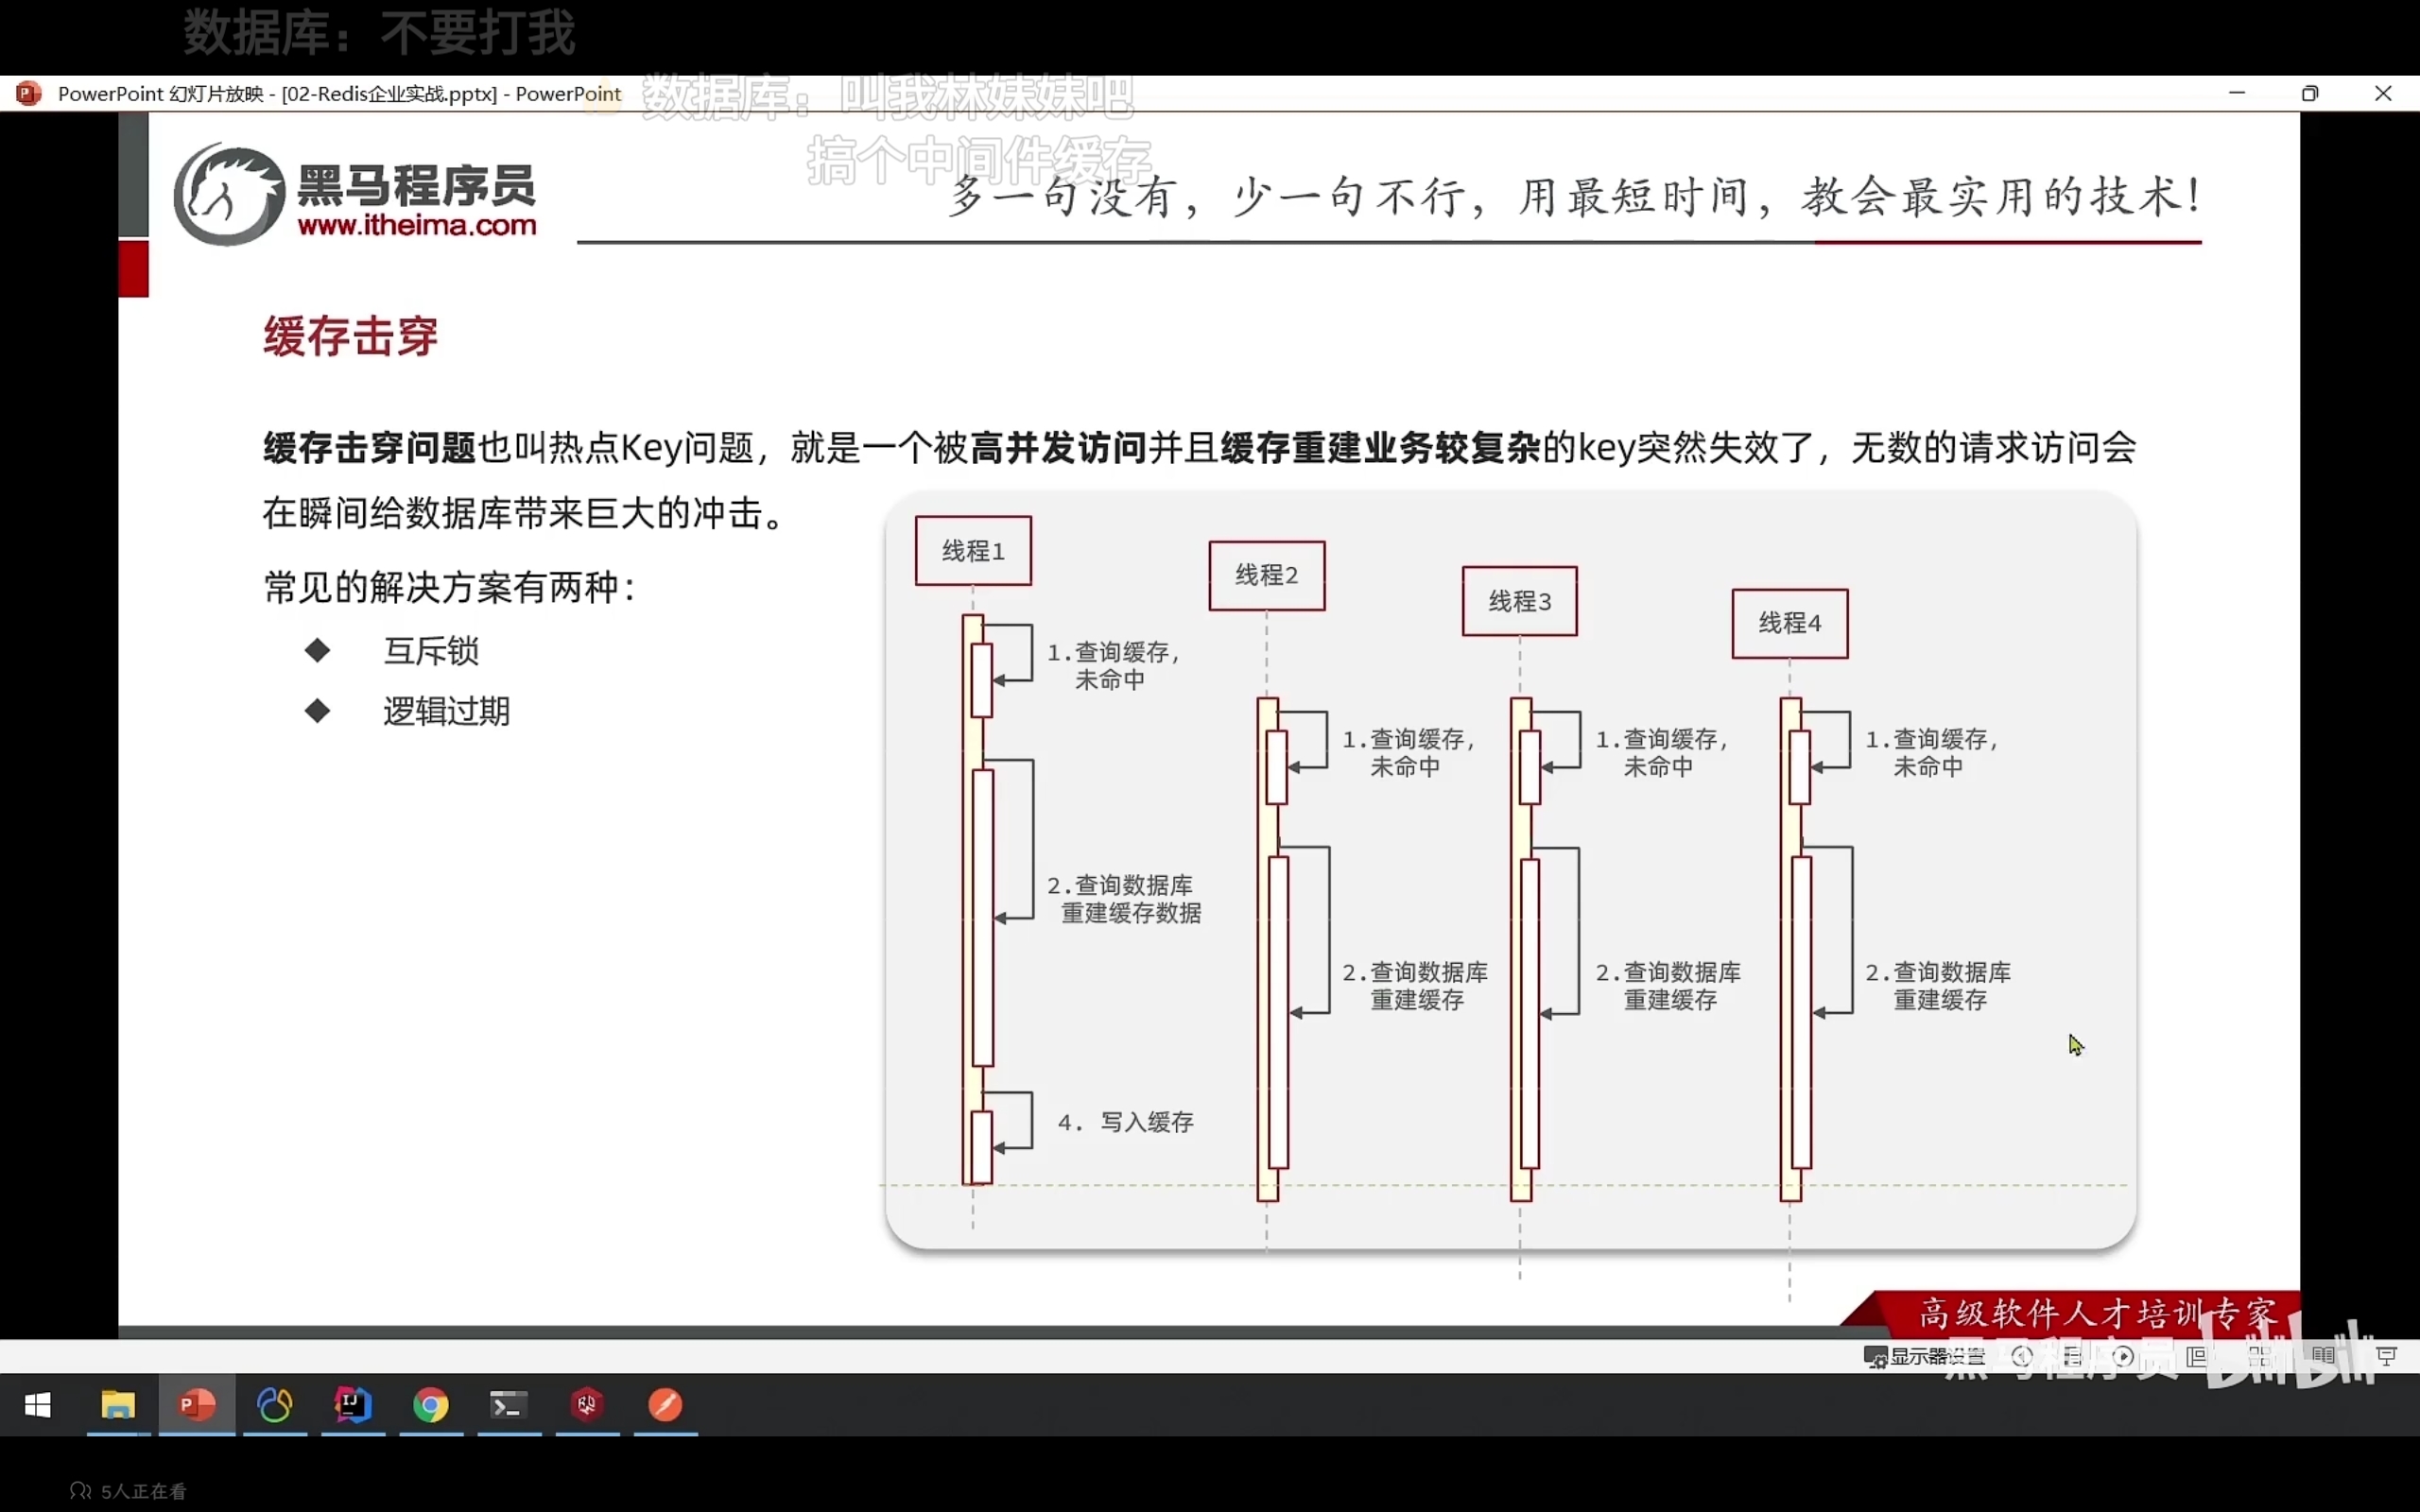 数据库：不要打我
PowerPoint 幻灯片放映 - [02-Redis企业实战.pptx] - PowerPoint
数据库：叫我林妹妹吧
搞个中间件缓存
黑马程序员
www.itheima.com
多一句没有，少一句不行，用最短时间，教会最实用的技术！
缓存击穿
缓存击穿问题也叫热点Key问题，就是一个被高并发访问并且缓存重建业务较复杂的key突然失效了，无数的请求访问会
在瞬间给数据库带来巨大的冲击。
常见的解决方案有两种：
互斥锁
逻辑过期
线程1
1.查询缓存，
未命中
2.查询数据库
重建缓存数据
4. 写入缓存
线程2
1.查询缓存，
未命中
2.查询数据库
重建缓存
线程3
1.查询缓存，
未命中
2.查询数据库
重建缓存
线程4
1.查询缓存，
未命中
2.查询数据库
重建缓存
高级软件人才培训专家
显示器设置
黑马程序员 bilibili
5人正在看